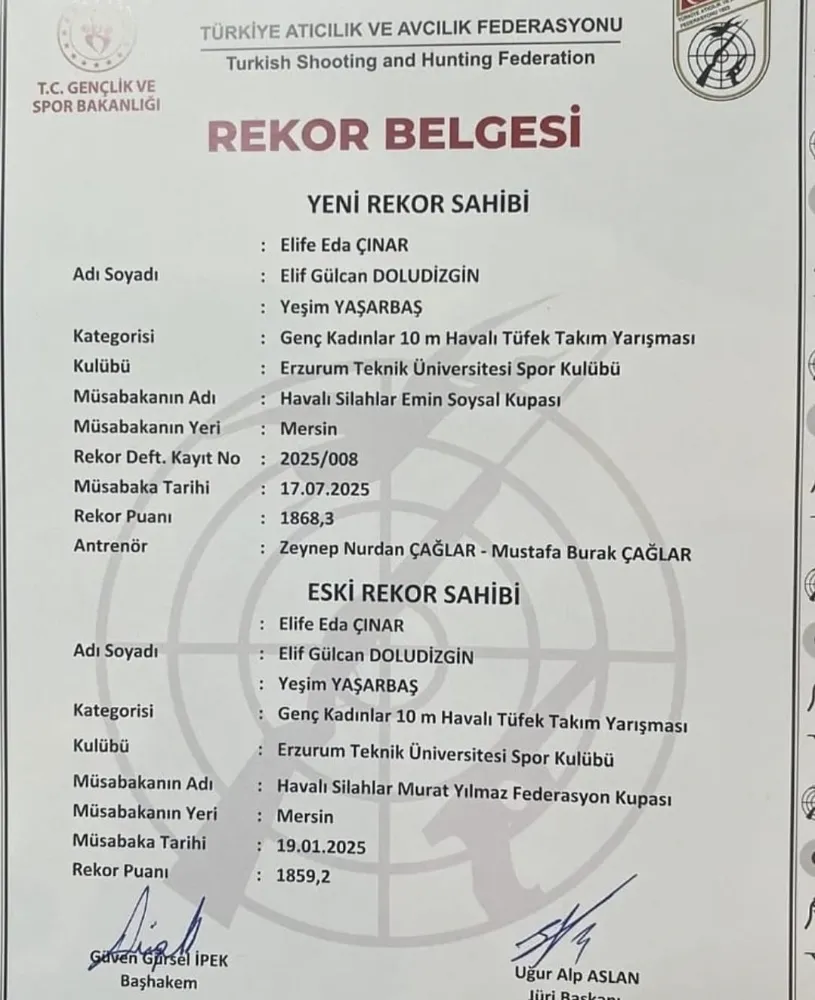 TÜRKİYE ATICILIK VE AVCILIK FEDERASYONU
Turkish Shooting and Hunting Federation
T.C. GENÇLİK VE
SPOR BAKANLIĞI
REKOR BELGESİ
YENİ REKOR SAHİBİ
: Elife Eda ÇINAR
Adı Soyadı : Elif Gülcan DOLUDİZGİN
: Yeşim YAŞARBAŞ
Kategorisi : Genç Kadınlar 10 m Havalı Tüfek Takım Yarışması
Kulübü : Erzurum Teknik Üniversitesi Spor Kulübü
Müsabakanın Adı : Havalı Silahlar Emin Soysal Kupası
Müsabakanın Yeri : Mersin
Rekor Deft. Kayıt No : 2025/008
Müsabaka Tarihi : 17.07.2025
Rekor Puanı : 1868,3
Antrenör : Zeynep Nurdan ÇAĞLAR - Mustafa Burak ÇAĞLAR
ESKİ REKOR SAHİBİ
: Elife Eda ÇINAR
Adı Soyadı : Elif Gülcan DOLUDİZGİN
: Yeşim YAŞARBAŞ
Kategorisi : Genç Kadınlar 10 m Havalı Tüfek Takım Yarışması
Kulübü : Erzurum Teknik Üniversitesi Spor Kulübü
Müsabakanın Adı : Havalı Silahlar Murat Yılmaz Federasyon Kupası
Müsabakanın Yeri : Mersin
Müsabaka Tarihi : 19.01.2025
Rekor Puanı : 1859,2
Güven Gürsel İPEK
Başhakem
Uğur Alp ASLAN
Jüri Başkanı